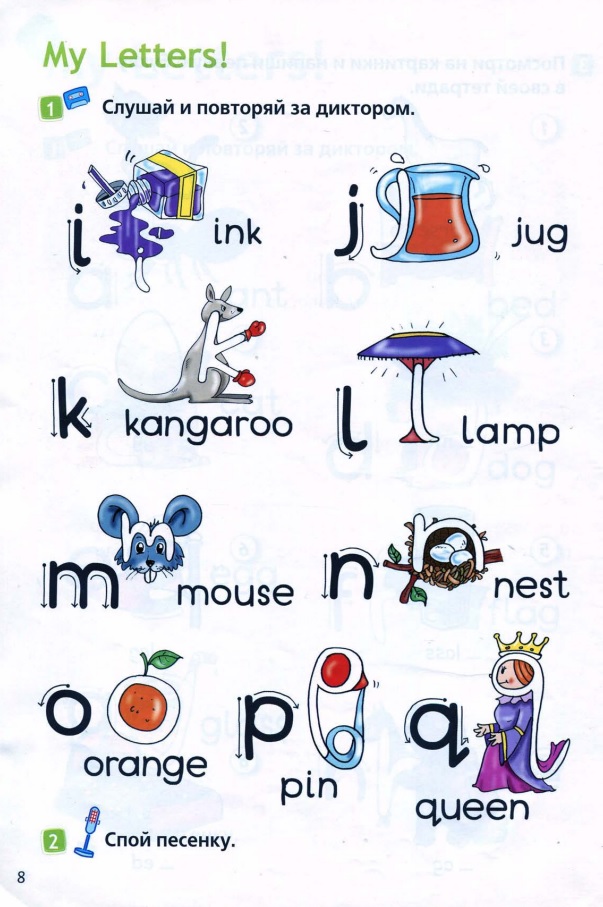 My Letters!
1 Слушай и повторяй за диктором.
i ink
j jug
k kangaroo
l lamp
m mouse
n nest
o orange
p pin
q queen
2 Спой песенку.
8